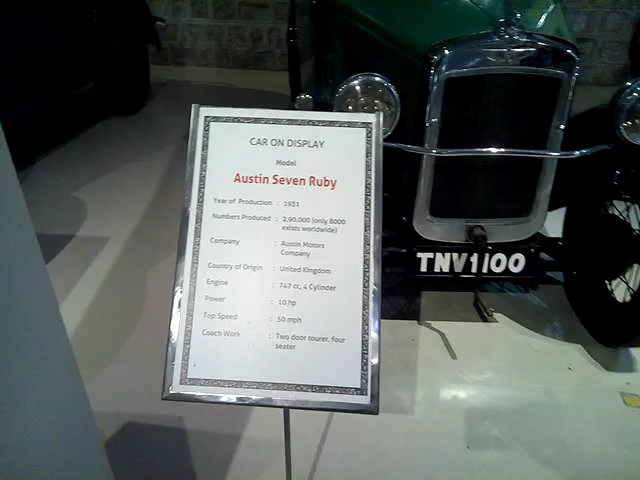 CAR ON DISPLAY
Model
Austin Seven Ruby
Year of Production : 1931
Numbers Produced : 2,90,000 (only 8000
exists worldwide)
Company : Austin Motors
Company
Country of Origin : United Kingdom
Engine : 747 cc, 4 Cylinder
Power : 10 hp
Top Speed : 50 mph
Coach Work : Two door tourer, four
seater
TNV 1100